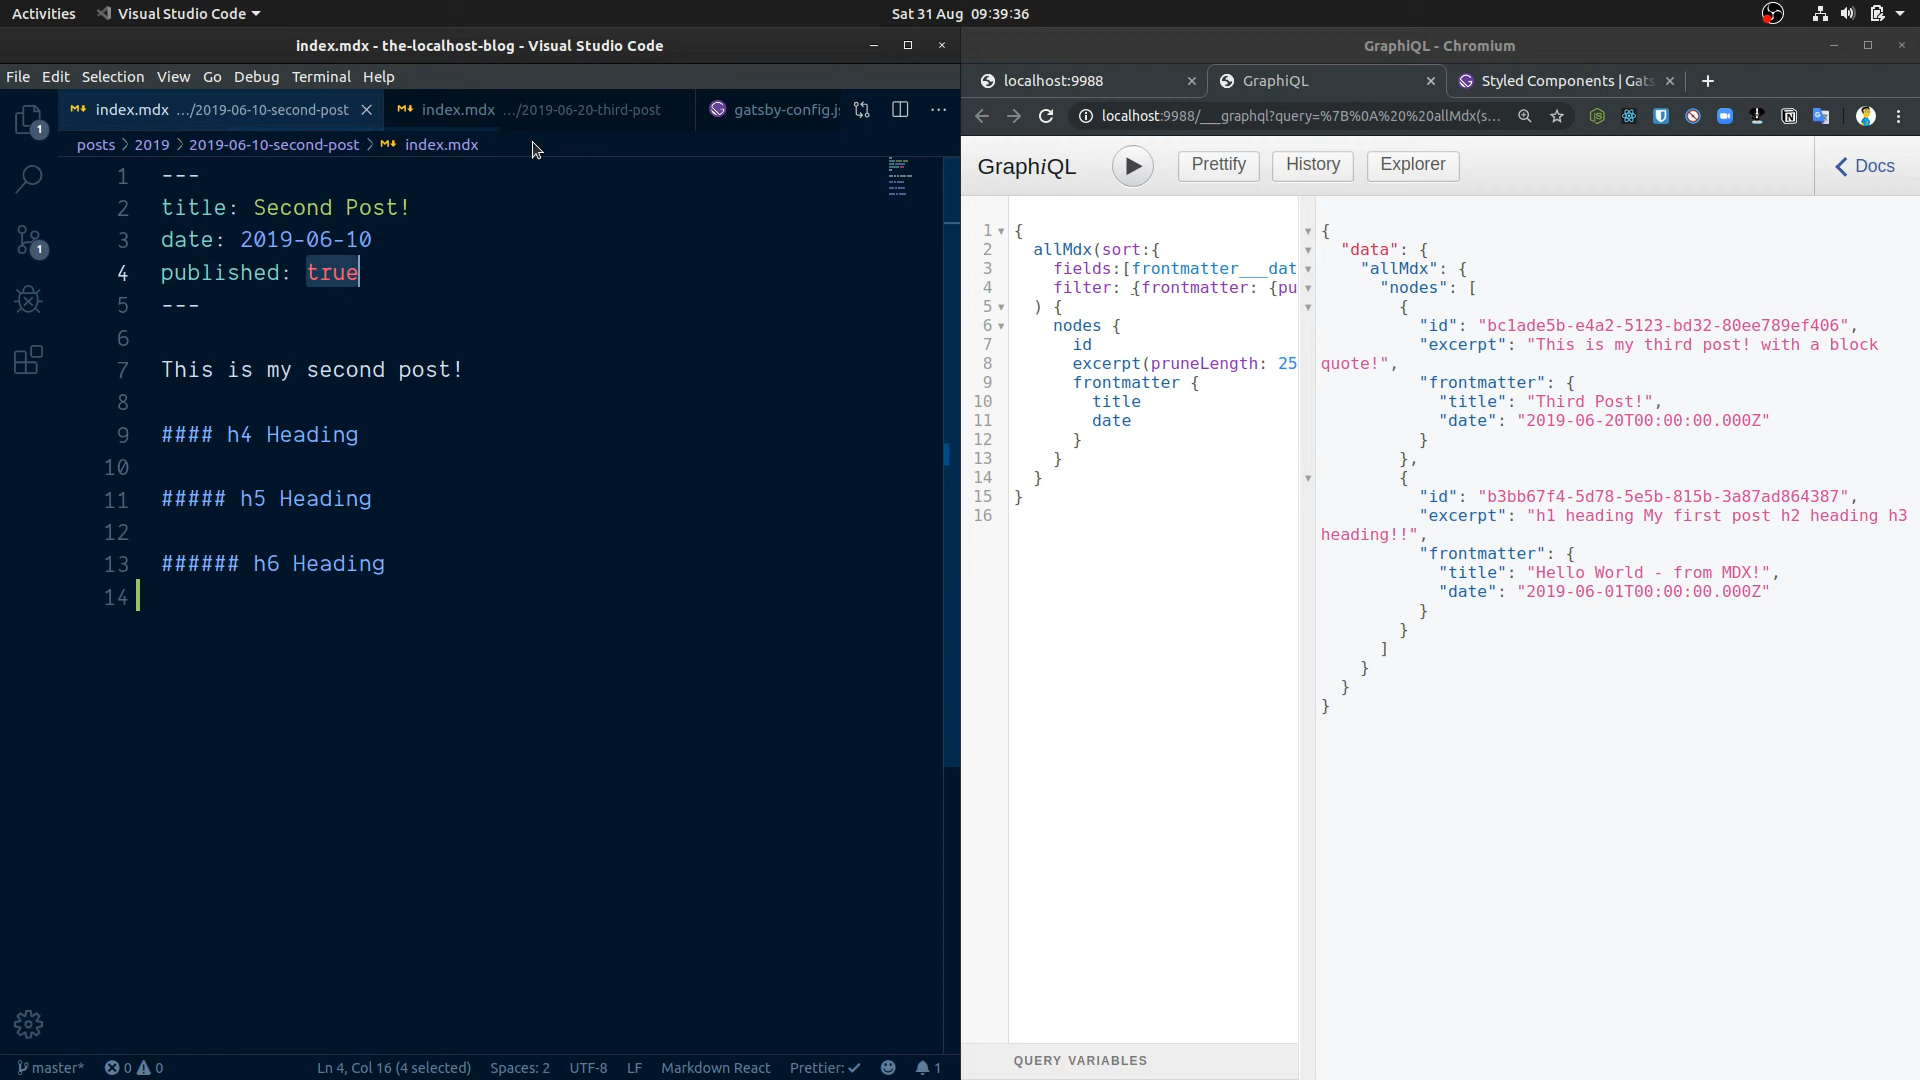 Activities
Visual Studio Code
Sat 31 Aug 09:39:36
index.mdx - the-localhost-blog - Visual Studio Code
File Edit Selection View Go Debug Terminal Help
index.mdx .../2019-06-10-second-post
index.mdx .../2019-06-20-third-post
gatsby-config.j
posts > 2019 > 2019-06-10-second-post > index.mdx
1 ---
2 title: Second Post!
3 date: 2019-06-10
4 published: true
5 ---
6
7 This is my second post!
8
9 #### h4 Heading
10
11 ##### h5 Heading
12
13 ###### h6 Heading
14
1
1
master*
0 0
Ln 4, Col 16 (4 selected)
Spaces: 2
UTF-8
LF
Markdown React
Prettier: ✓
1
GraphiQL - Chromium
localhost:9988
GraphiQL
Styled Components | Gats
localhost:9988/___graphql?query=%7B%0A%20%20allMdx(s...
GraphiQL
Prettify
History
Explorer
Docs
1 {
2 allMdx(sort:{
3 fields:[frontmatter___dat
4 filter: {frontmatter: {pu
5 ) {
6 nodes {
7 id
8 excerpt(pruneLength: 25
9 frontmatter {
10 title
11 date
12 }
13 }
14 }
15 }
16
QUERY VARIABLES
{
"data": {
"allMdx": {
"nodes": [
{
"id": "bc1ade5b-e4a2-5123-bd32-80ee789ef406",
"excerpt": "This is my third post! with a block
quote!",
"frontmatter": {
"title": "Third Post!",
"date": "2019-06-20T00:00:00.000Z"
}
},
{
"id": "b3bb67f4-5d78-5e5b-815b-3a87ad864387",
"excerpt": "h1 heading My first post h2 heading h3
heading!!",
"frontmatter": {
"title": "Hello World - from MDX!",
"date": "2019-06-01T00:00:00.000Z"
}
}
]
}
}
}